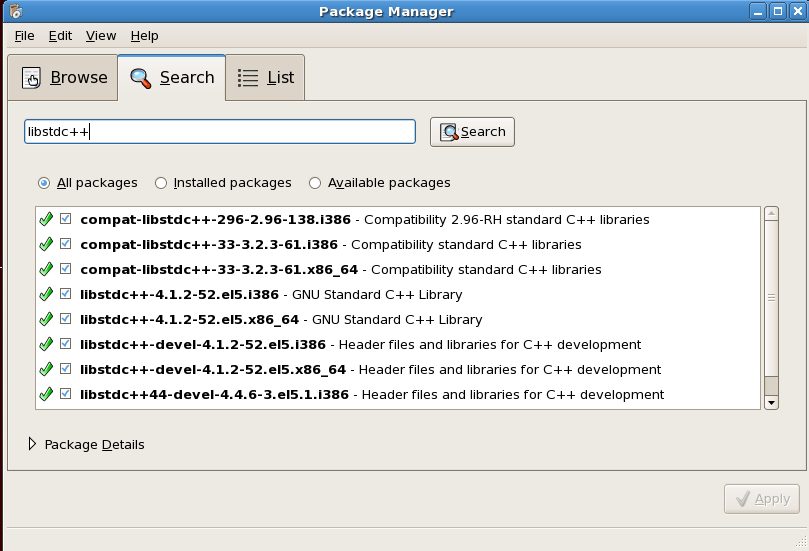 Package Manager
File Edit View Help
Browse Search List
libstdc++
Search
All packages Installed packages Available packages
compat-libstdc++-296-2.96-138.i386 - Compatibility 2.96-RH standard C++ libraries
compat-libstdc++-33-3.2.3-61.i386 - Compatibility standard C++ libraries
compat-libstdc++-33-3.2.3-61.x86_64 - Compatibility standard C++ libraries
libstdc++-4.1.2-52.el5.i386 - GNU Standard C++ Library
libstdc++-4.1.2-52.el5.x86_64 - GNU Standard C++ Library
libstdc++-devel-4.1.2-52.el5.i386 - Header files and libraries for C++ development
libstdc++-devel-4.1.2-52.el5.x86_64 - Header files and libraries for C++ development
libstdc++44-devel-4.4.6-3.el5.1.i386 - Header files and libraries for C++ development
Package Details
Apply